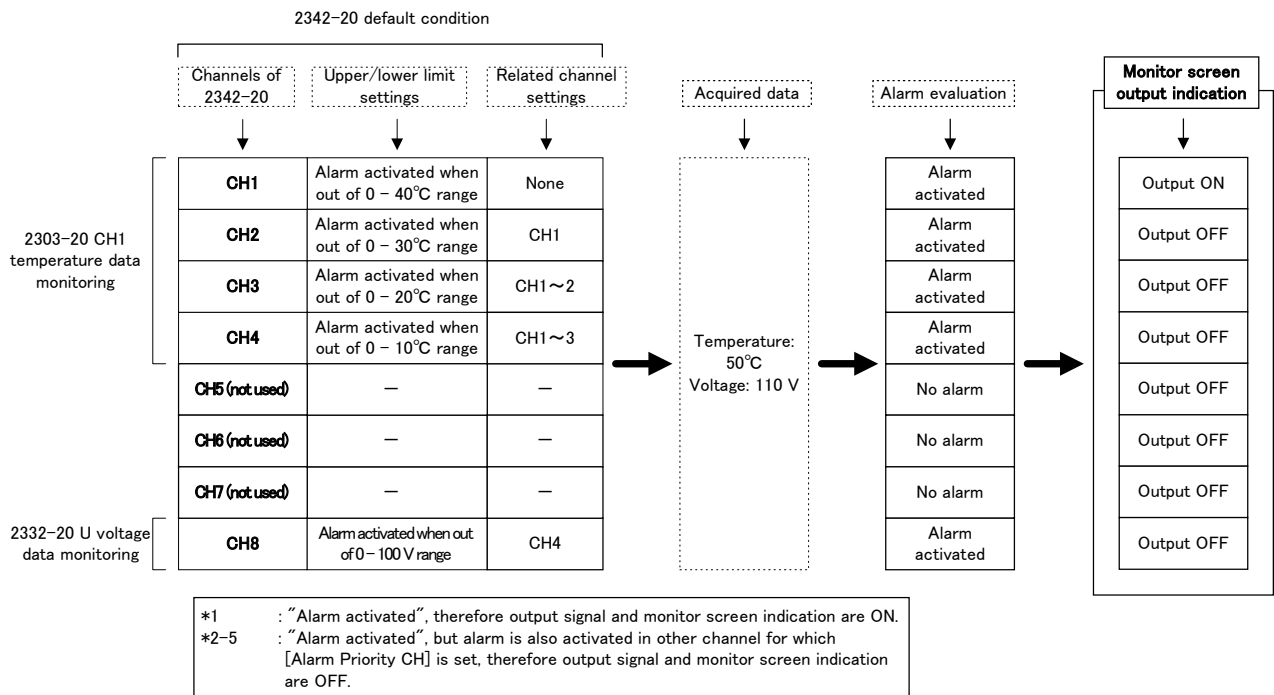 2342-20 default condition
Channels of
2342-20
Upper/lower limit
settings
Related channel
settings
Acquired data
Alarm evaluation
Monitor screen
output indication
2303-20 CH1
temperature data
monitoring
CH1
Alarm activated when
out of 0 - 40℃ range
None
Alarm
activated
Output ON
CH2
Alarm activated when
out of 0 - 30℃ range
CH1
Alarm
activated
Output OFF
CH3
Alarm activated when
out of 0 - 20℃ range
CH1～2
Alarm
activated
Output OFF
CH4
Alarm activated when
out of 0 - 10℃ range
CH1～3
Temperature:
50℃
Voltage: 110 V
Alarm
activated
Output OFF
CH5 (not used)
—
—
No alarm
Output OFF
CH6 (not used)
—
—
No alarm
Output OFF
CH7 (not used)
—
—
No alarm
Output OFF
2332-20 U voltage
data monitoring
CH8
Alarm activated when out
of 0 - 100 V range
CH4
Alarm
activated
Output OFF
*1 : "Alarm activated", therefore output signal and monitor screen indication are ON.
*2-5 : "Alarm activated", but alarm is also activated in other channel for which
[Alarm Priority CH] is set, therefore output signal and monitor screen indication
are OFF.